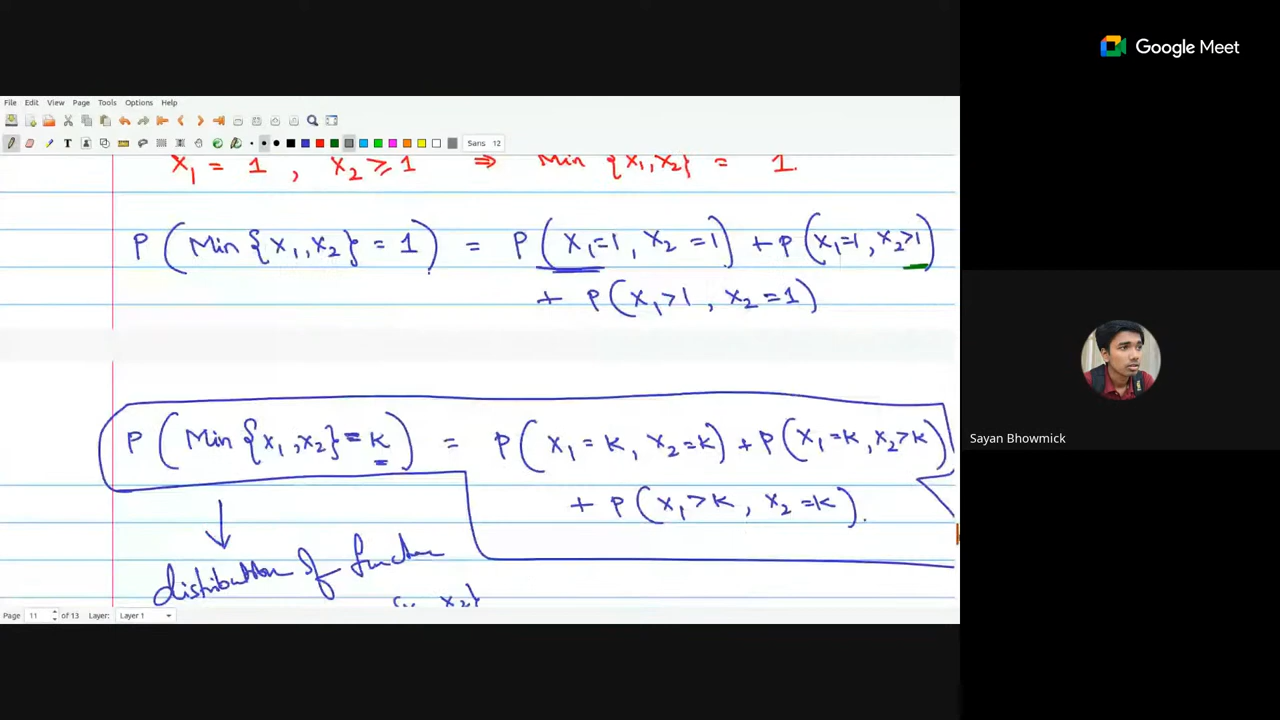 Google Meet
File Edit View Page Tools Options Help
Sans 12
X₁ = 1 , X₂ ≥ 1 ⇒ Min {X₁,X₂} = 1.
P (Min {X₁,X₂} = 1) = P (X₁=1, X₂=1) + P (X₁=1, X₂>1)
+ P (X₁>1, X₂=1)
P (Min {X₁,X₂} = K) = P (X₁=K, X₂=K) + P (X₁=K, X₂>K)
+ P (X₁>K, X₂=K).
Sayan Bhowmick
↓
distribution of function
X₂}
Page 11 of 13 Layer: Layer 1